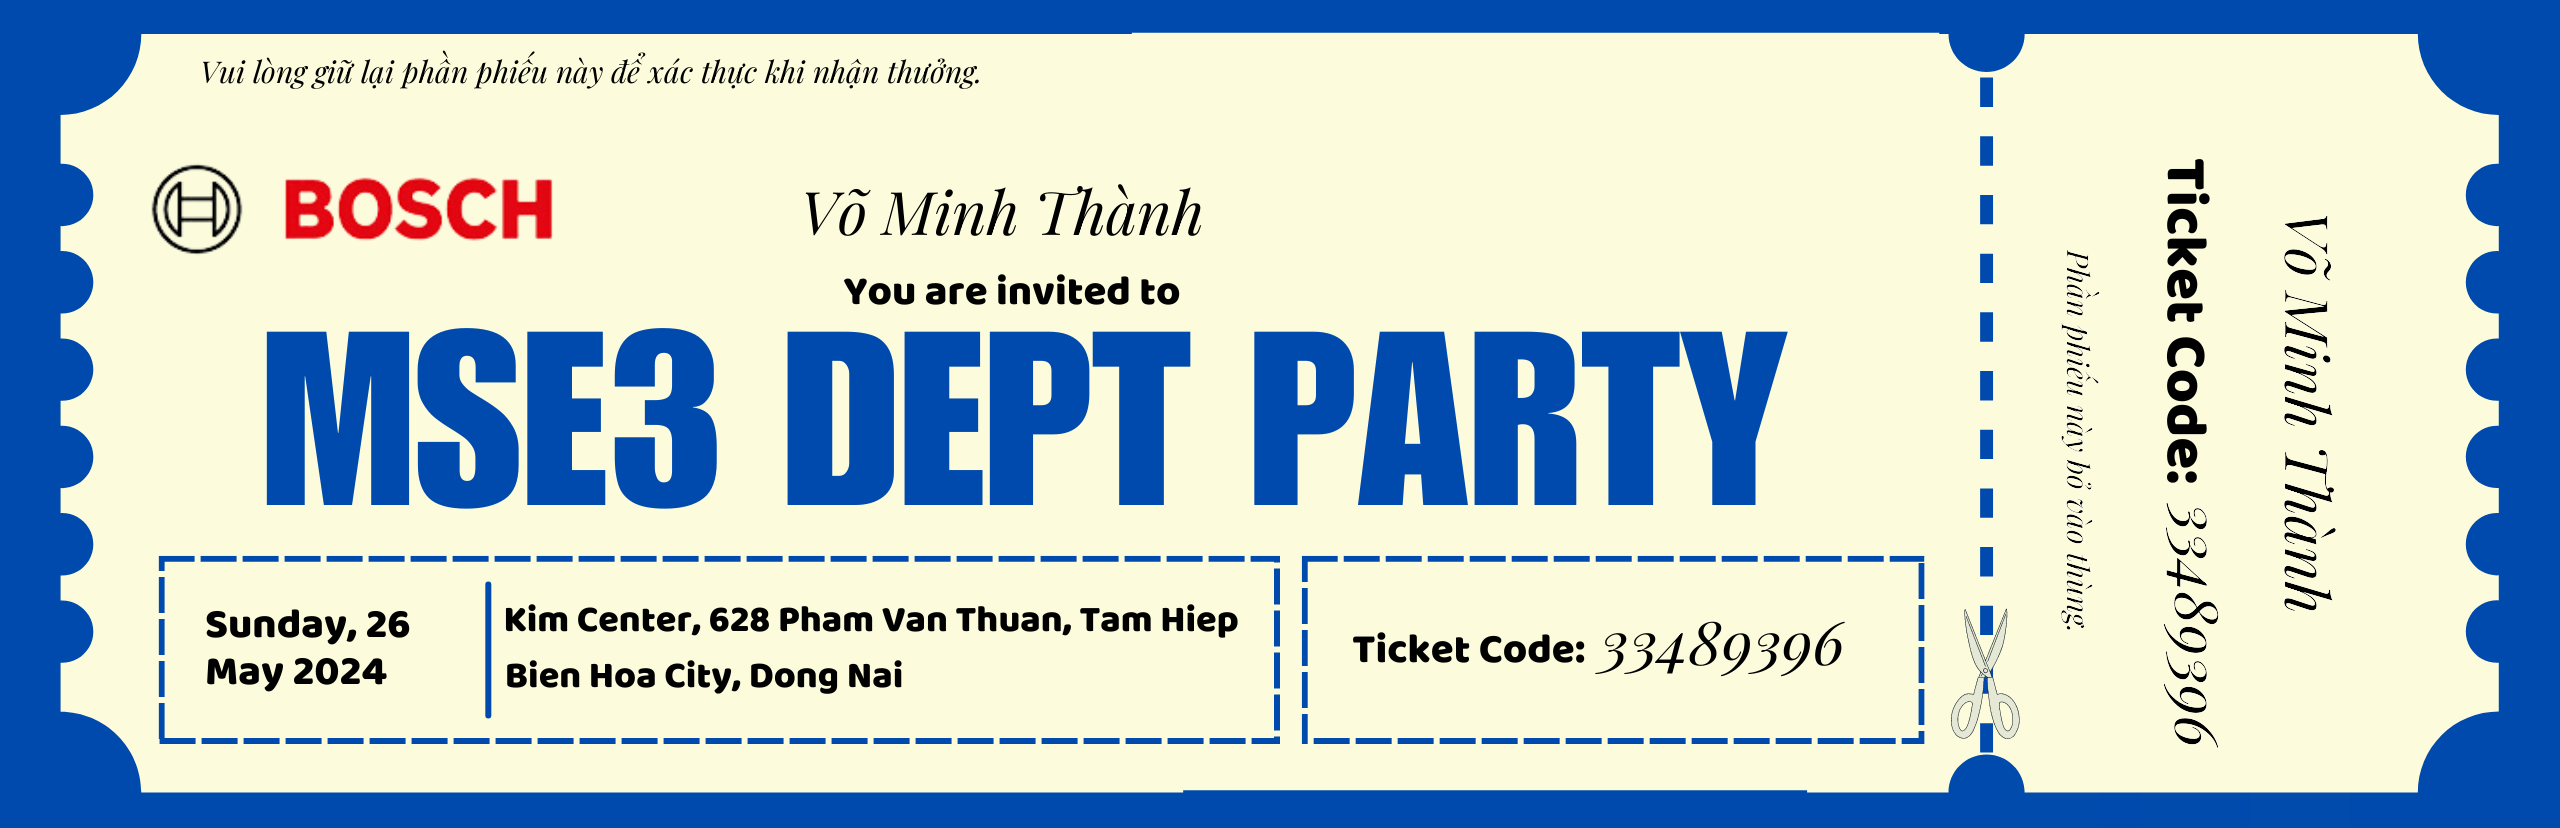 Vui lòng giữ lại phần phiếu này để xác thực khi nhận thưởng.
BOSCH
Võ Minh Thành
You are invited to
MSE3 DEPT PARTY
Sunday, 26
May 2024
Kim Center, 628 Pham Van Thuan, Tam Hiep
Bien Hoa City, Dong Nai
Ticket Code: 33489396
Võ Minh Thành
Ticket Code: 33489396
Phần phiếu này bỏ vào thùng.